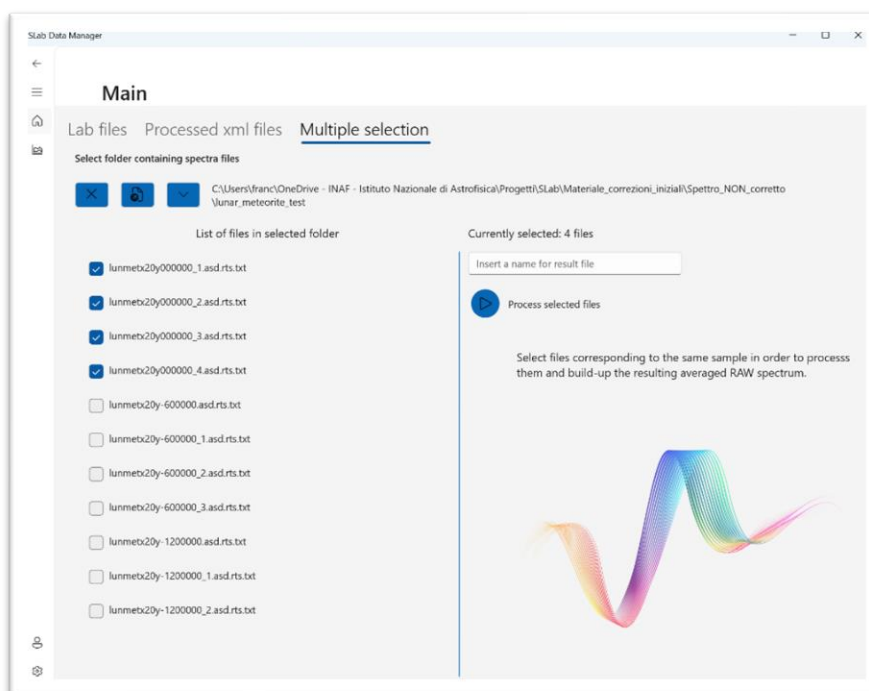 SLab Data Manager
Main
Lab files Processed xml files Multiple selection
Select folder containing spectra files
C:\Users\franc\OneDrive - INAF - Istituto Nazionale di Astrofisica\Progetti\SLab\Materiale_correzioni_iniziali\Spettro_NON_corretto
\lunar_meteorite_test
List of files in selected folder
lunmetx20y000000_1.asd.rts.txt
lunmetx20y000000_2.asd.rts.txt
lunmetx20y000000_3.asd.rts.txt
lunmetx20y000000_4.asd.rts.txt
lunmetx20y-600000.asd.rts.txt
lunmetx20y-600000_1.asd.rts.txt
lunmetx20y-600000_2.asd.rts.txt
lunmetx20y-600000_3.asd.rts.txt
lunmetx20y-1200000.asd.rts.txt
lunmetx20y-1200000_1.asd.rts.txt
lunmetx20y-1200000_2.asd.rts.txt
Currently selected: 4 files
Insert a name for result file
Process selected files
Select files corresponding to the same sample in order to processs
them and build-up the resulting averaged RAW spectrum.